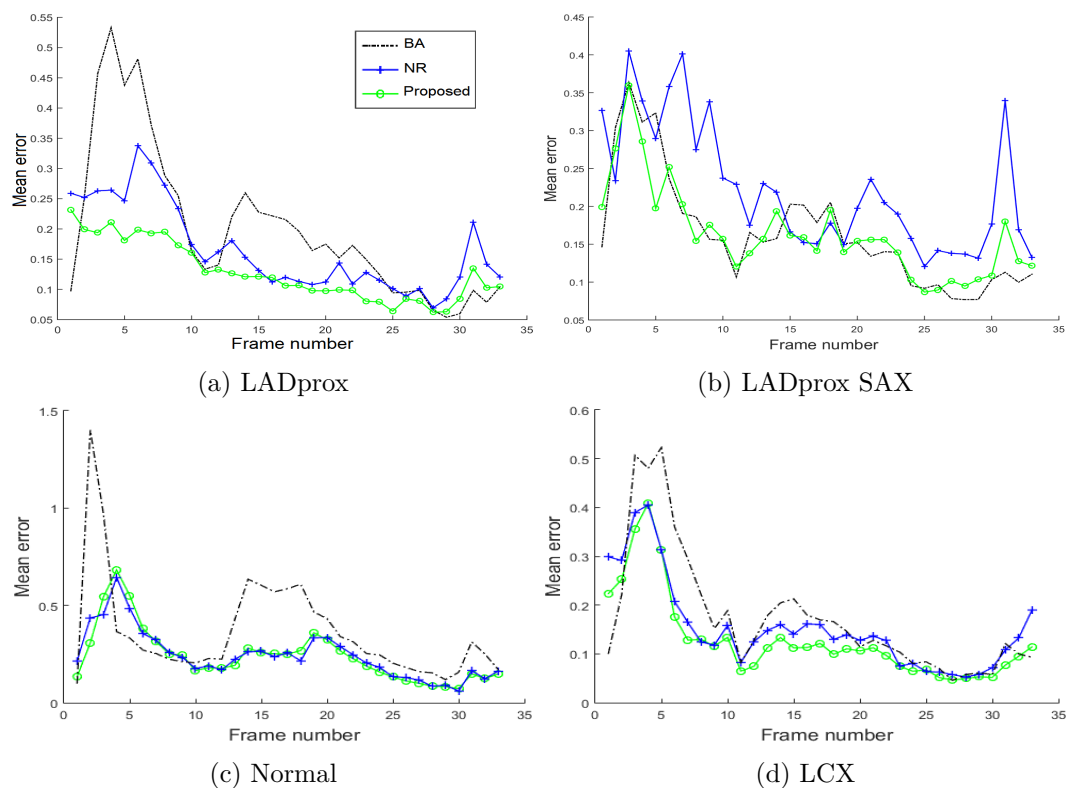 0.55
0.5
0.45
0.4
0.35
0.3
0.25
0.2
0.15
0.1
0.05
Mean error
BA
NR
Proposed
0 5 10 15 20 25 30 35
Frame number
(a) LADprox
0.45
0.4
0.35
0.3
0.25
0.2
0.15
0.1
0.05
Mean error
0 5 10 15 20 25 30 35
Frame number
(b) LADprox SAX
1.5
1
0.5
0
Mean error
0 5 10 15 20 25 30 35
Frame number
(c) Normal
0.6
0.5
0.4
0.3
0.2
0.1
0
Mean error
0 5 10 15 20 25 30 35
Frame number
(d) LCX